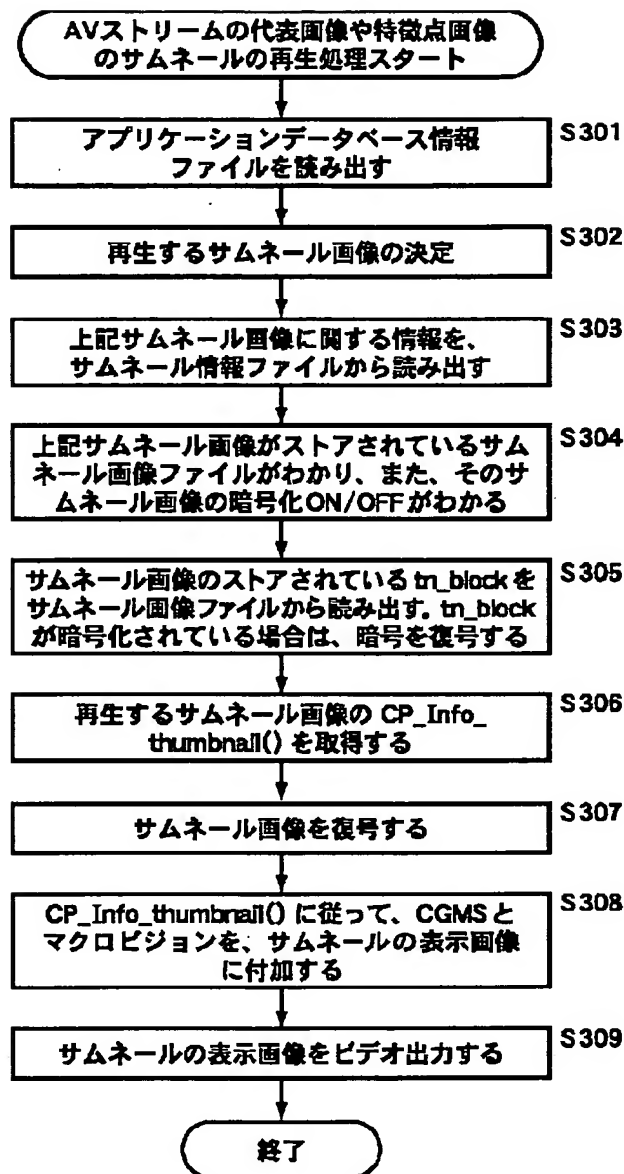 AVストリームの代表画像や特徴点画像
のサムネールの再生処理スタート
アプリケーションデータベース情報
ファイルを読み出す
S301
再生するサムネール画像の決定
S302
上記サムネール画像に関する情報を、
サムネール情報ファイルから読み出す
S303
上記サムネール画像がストアされているサム
ネール画像ファイルがわかり、また、そのサ
ムネール画像の暗号化ON/OFFがわかる
S304
サムネール画像のストアされているtn_blockを
サムネール画像ファイルから読み出す。tn_block
が暗号化されている場合は、暗号を復号する
S305
再生するサムネール画像の CP_Info_
thumbnail() を取得する
S306
サムネール画像を復号する
S307
CP_Info_thumbnail() に従って、CGMSと
マクロビジョンを、サムネールの表示画像
に付加する
S308
サムネールの表示画像をビデオ出力する
S309
終了